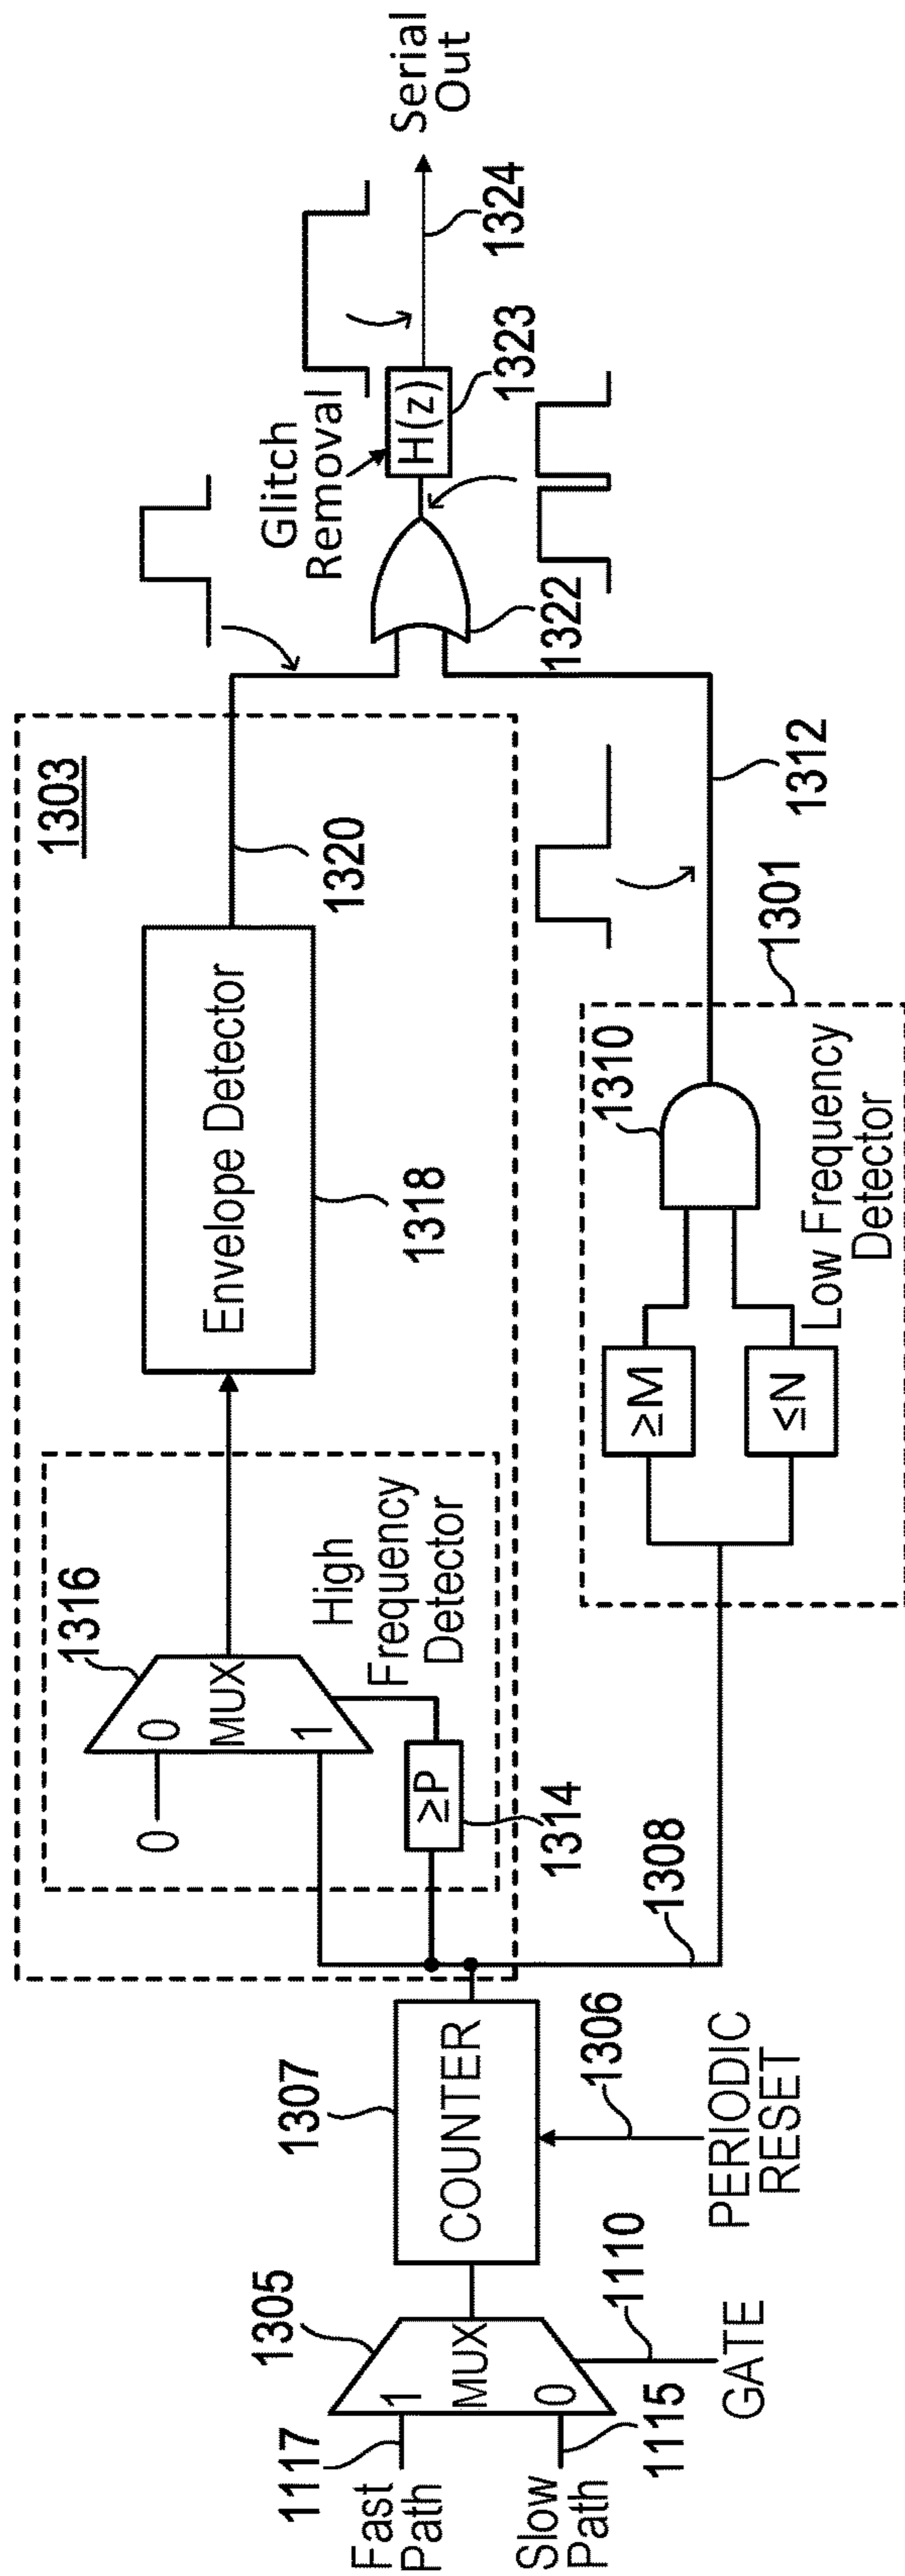 1303
1316
0
0
MUX
1
High
Frequency
Detector
≥P
1314
Envelope Detector
1318
1320
Glitch
Removal
H(z)
1323
1322
Serial
Out
1324
Fast
Path
1117
Slow
Path
1115
1305
1
MUX
0
GATE
1110
1307
COUNTER
1306
PERIODIC
RESET
1308
≥M
≤N
1310
Low Frequency
Detector
1301
1312